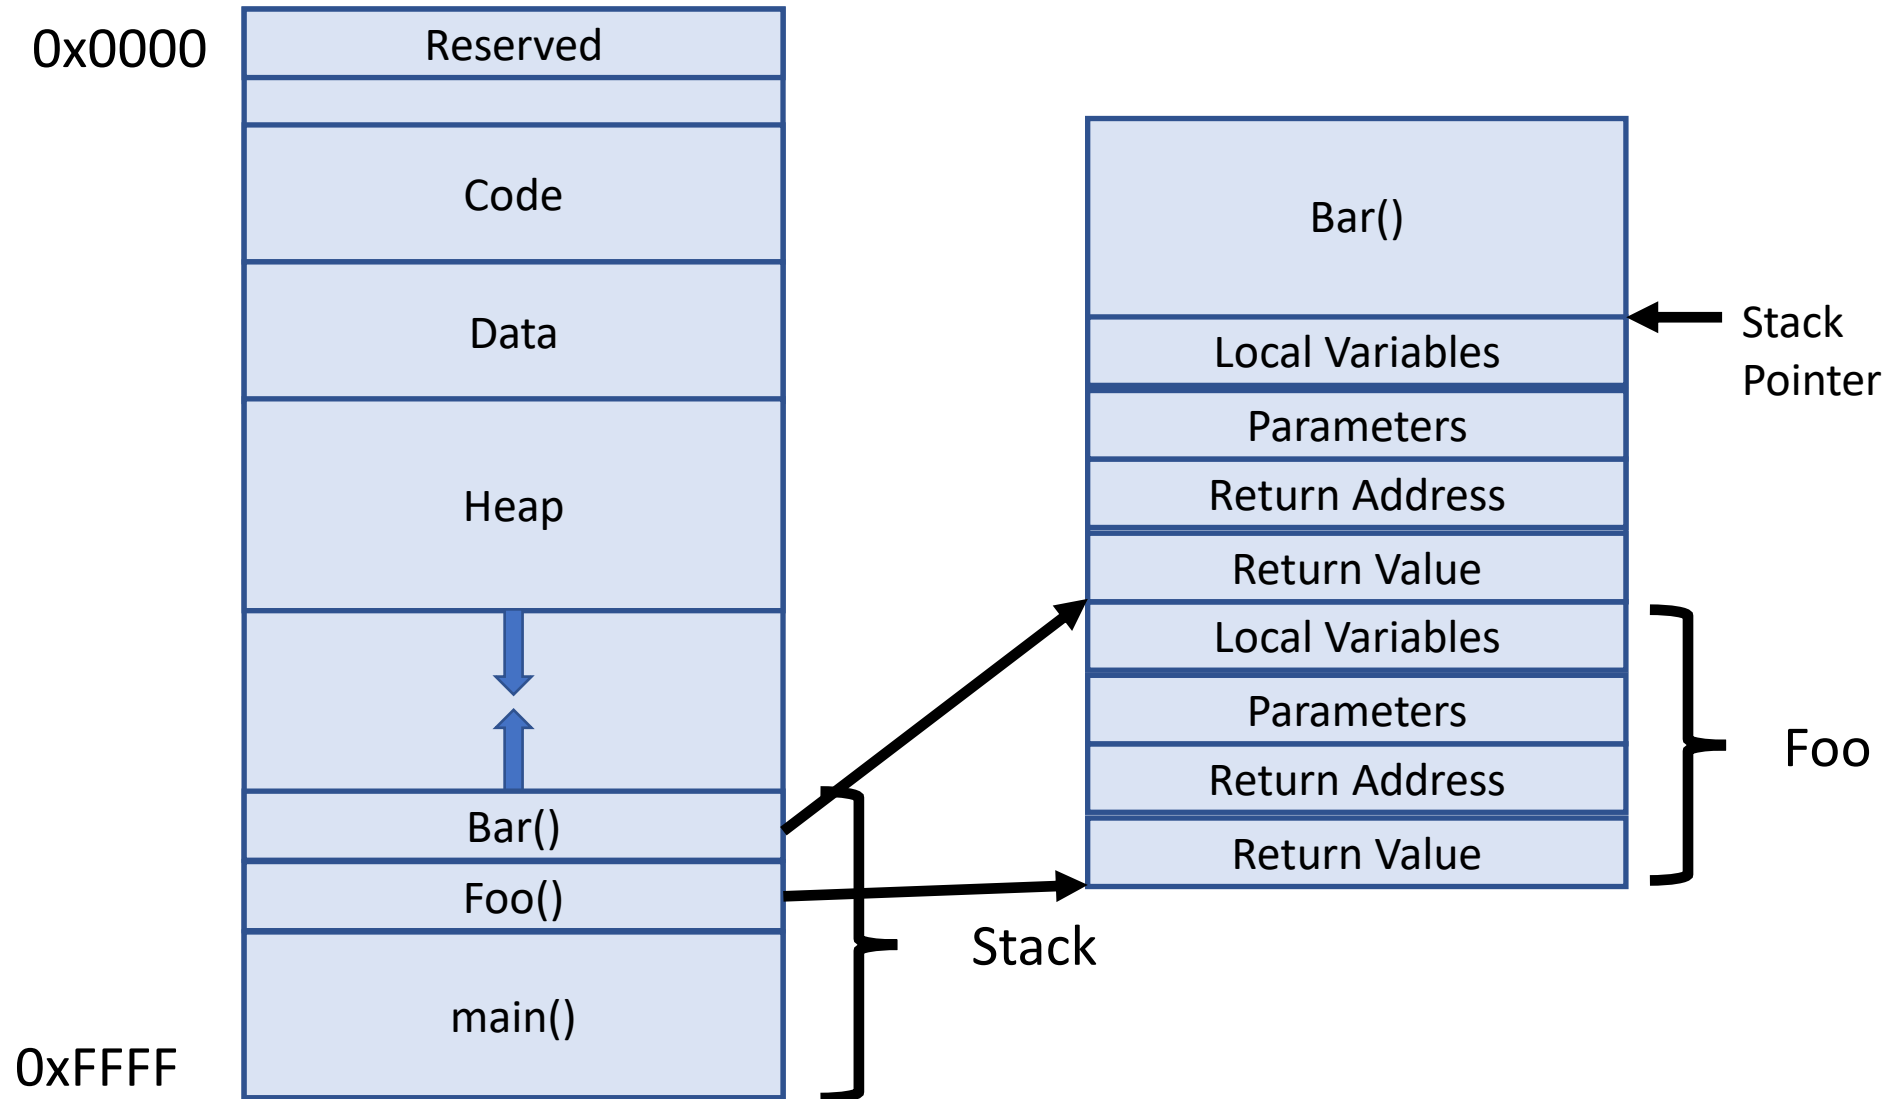 0x0000
Reserved
Code
Data
Heap
Bar()
Foo()
main()
0xFFFF
Stack
Bar()
Stack
Pointer
Local Variables
Parameters
Return Address
Return Value
Local Variables
Parameters
Return Address
Return Value
Foo